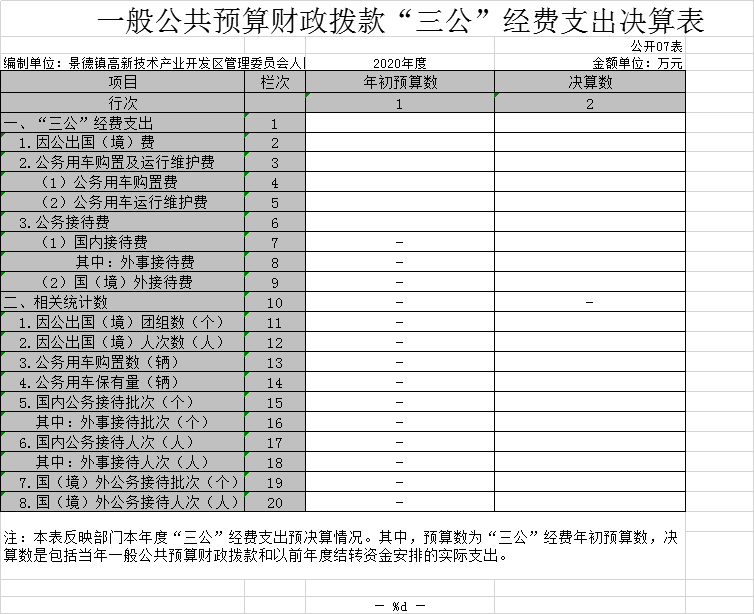 一般公共预算财政拨款“三公”经费支出决算表
公开07表
编制单位：景德镇高新技术产业开发区管理委员会人 2020年度 金额单位：万元
项目 栏次 年初预算数 决算数
行次 1 2
一、“三公”经费支出 1
1.因公出国（境）费 2
2.公务用车购置及运行维护费 3
（1）公务用车购置费 4
（2）公务用车运行维护费 5
3.公务接待费 6
（1）国内接待费 7 —
其中：外事接待费 8 —
（2）国（境）外接待费 9 —
二、相关统计数 10 — —
1.因公出国（境）团组数（个） 11 —
2.因公出国（境）人次数（人） 12 —
3.公务用车购置数（辆） 13 —
4.公务用车保有量（辆） 14 —
5.国内公务接待批次（个） 15 —
其中：外事接待批次（个） 16 —
6.国内公务接待人次（人） 17 —
其中：外事接待人次（人） 18 —
7.国（境）外公务接待批次（个） 19 —
8.国（境）外公务接待人次（人） 20 —
注：本表反映部门本年度“三公”经费支出预决算情况。其中，预算数为“三公”经费年初预算数，决
算数是包括当年一般公共预算财政拨款和以前年度结转资金安排的实际支出。
— %d —